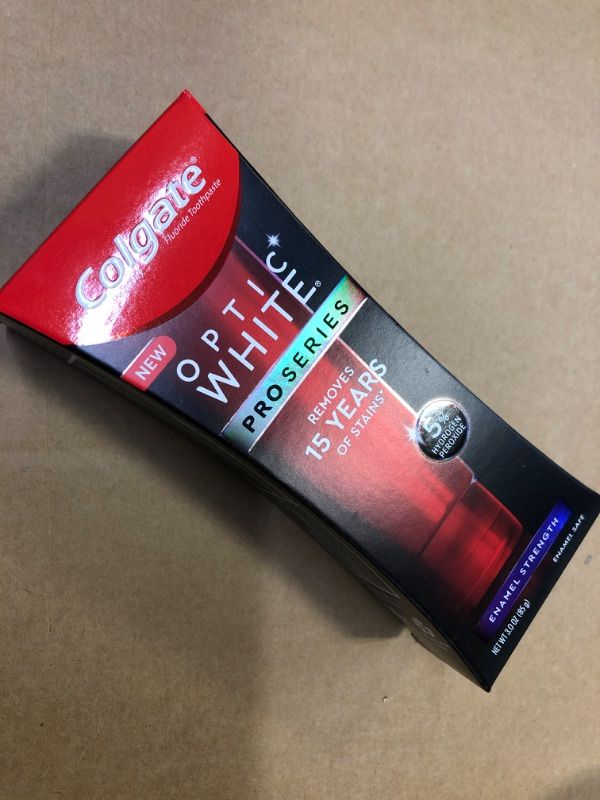 Colgate®
Fluoride Toothpaste
NEW
OPTIC
WHITE®
PRO SERIES
REMOVES
15 YEARS
OF STAINS*
5%
HYDROGEN
PEROXIDE
ENAMEL STRENGTH
ENAMEL SAFE
NET WT 3.0 OZ (85 g)